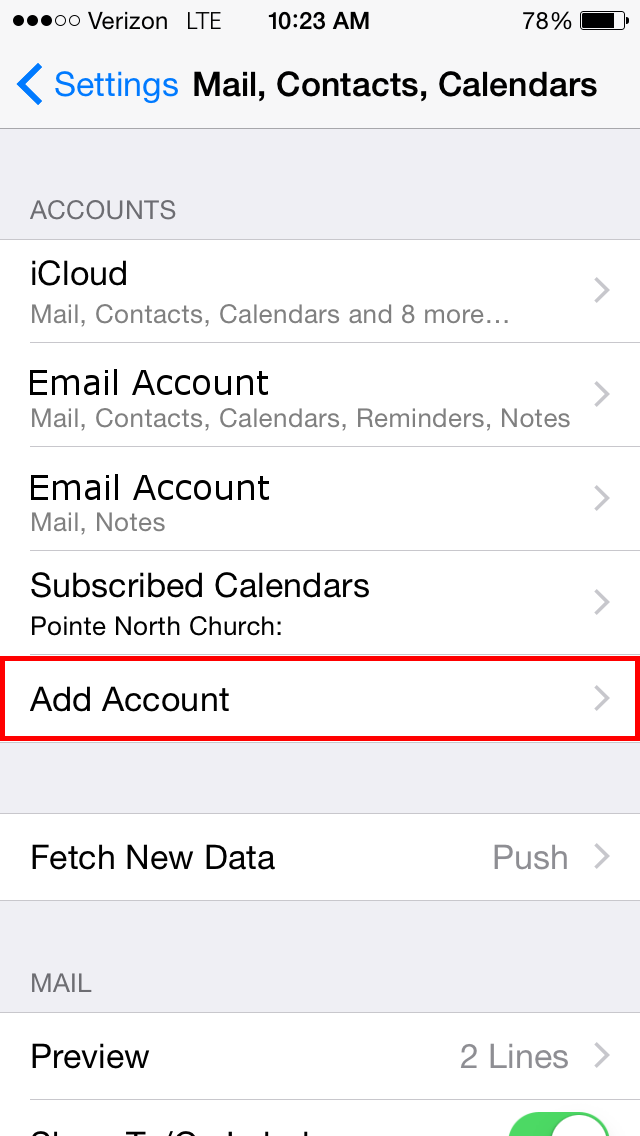 Verizon LTE 10:23 AM 78%
Settings Mail, Contacts, Calendars
ACCOUNTS
iCloud
Mail, Contacts, Calendars and 8 more...
Email Account
Mail, Contacts, Calendars, Reminders, Notes
Email Account
Mail, Notes
Subscribed Calendars
Pointe North Church:
Add Account
Fetch New Data Push
MAIL
Preview 2 Lines